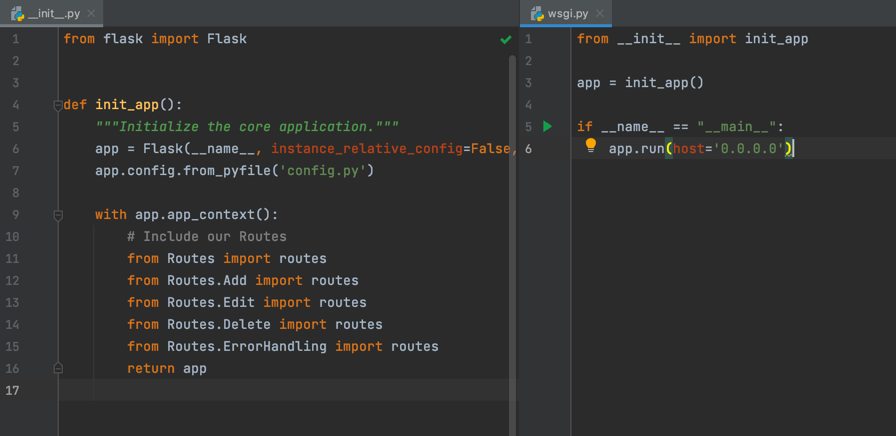 __init__.py
1 from flask import Flask
2
3
4 def init_app():
5 """Initialize the core application."""
6 app = Flask(__name__, instance_relative_config=False,
7 app.config.from_pyfile('config.py')
8
9 with app.app_context():
10 # Include our Routes
11 from Routes import routes
12 from Routes.Add import routes
13 from Routes.Edit import routes
14 from Routes.Delete import routes
15 from Routes.ErrorHandling import routes
16 return app
17
wsgi.py
1 from __init__ import init_app
2
3 app = init_app()
4
5 if __name__ == "__main__":
6 app.run(host='0.0.0.0')